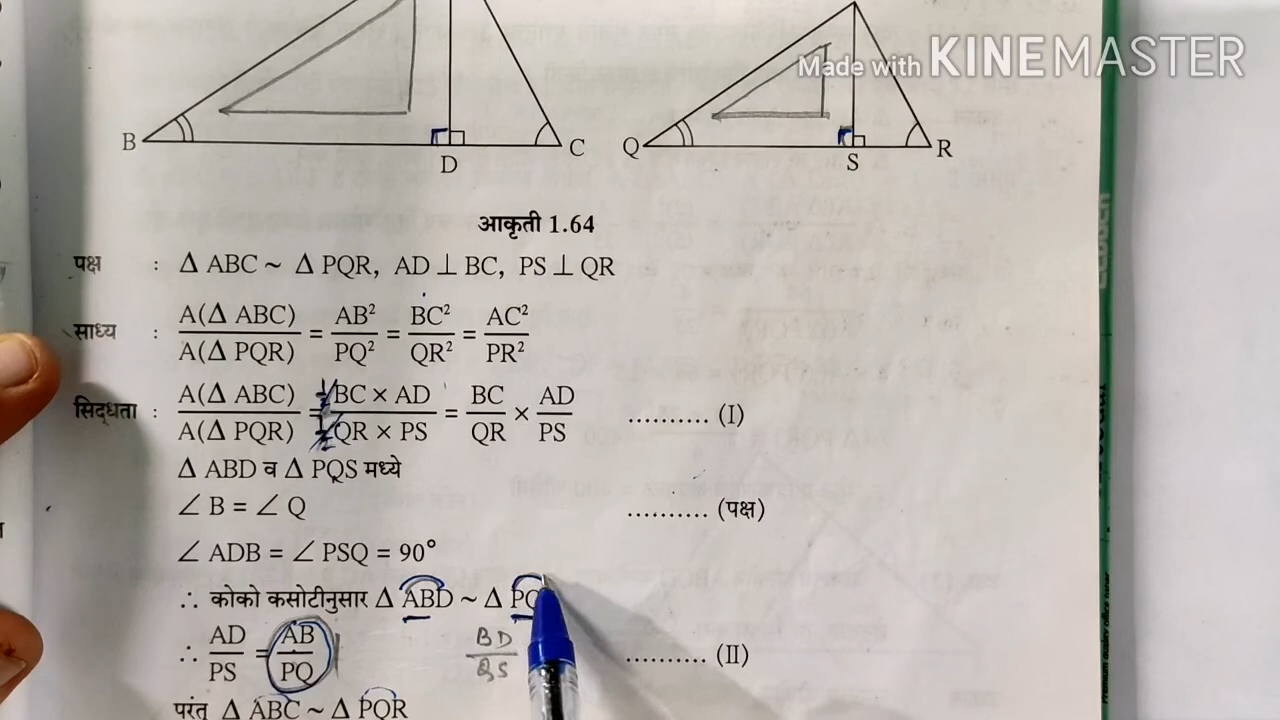 Made with KINEMASTER
B D C Q S R
आकृती 1.64
पक्ष : Δ ABC ~ Δ PQR, AD ⊥ BC, PS ⊥ QR
साध्य : A(Δ ABC)/A(Δ PQR) = AB²/PQ² = BC²/QR² = AC²/PR²
सिद्धता : A(Δ ABC)/A(Δ PQR) = BC × AD/QR × PS = BC/QR × AD/PS .......... (I)
Δ ABD व Δ PQS मध्ये
∠ B = ∠ Q .......... (पक्ष)
∠ ADB = ∠ PSQ = 90°
∴ कोको कसोटीनुसार Δ ABD ~ Δ PQ
∴ AD/PS = AB/PQ BD/QS .......... (II)
परंतु Δ ABC ~ Δ PQR